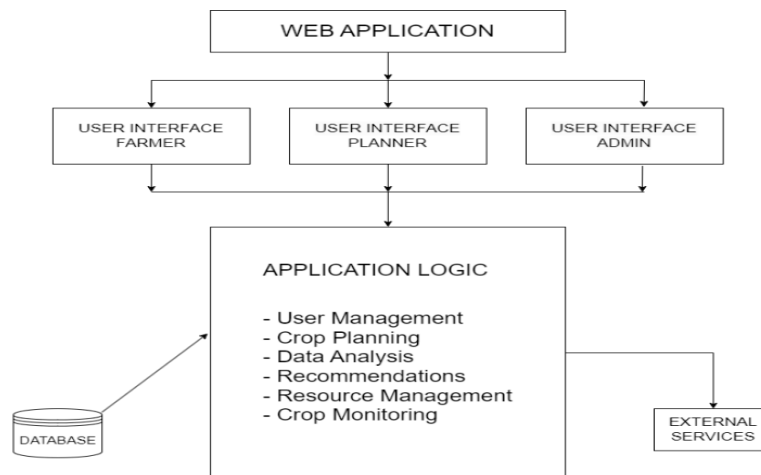 WEB APPLICATION
USER INTERFACE
FARMER
USER INTERFACE
PLANNER
USER INTERFACE
ADMIN
APPLICATION LOGIC
- User Management
- Crop Planning
- Data Analysis
- Recommendations
- Resource Management
- Crop Monitoring
DATABASE
EXTERNAL
SERVICES